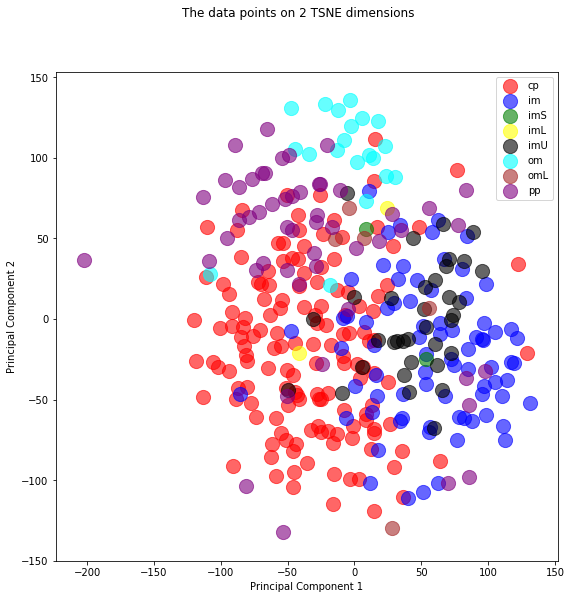 The data points on 2 TSNE dimensions
Principal Component 2
150
100
50
0
−50
−100
−150
cp
im
imS
imL
imU
om
omL
pp
−200
−150
−100
−50
0
50
100
150
Principal Component 1